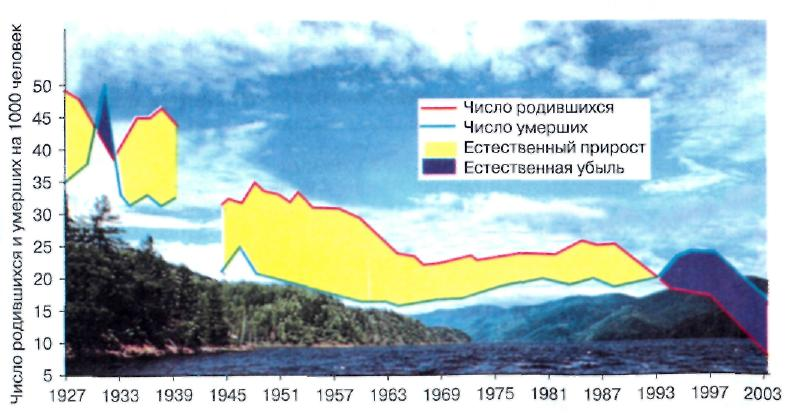 Число родившихся и умерших на 1000 человек
50
45
40
35
30
25
20
15
10
5
Число родившихся
Число умерших
Естественный прирост
Естественная убыль
1927 1933 1939 1945 1951 1957 1963 1969 1975 1981 1987 1993 1997 2003